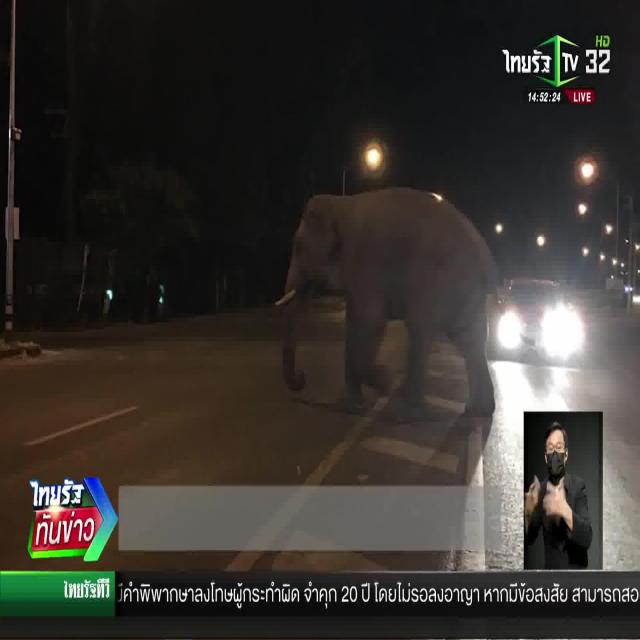 ไทยรัฐ TV 32 HD
14:52:24 LIVE
ไทยรัฐ
ทันข่าว
ไทยรัฐทีวี มีคำพิพากษาลงโทษผู้กระทำผิด จำคุก 20 ปี โดยไม่รอลงอาญา หากมีข้อสงสัย สามารถสอ